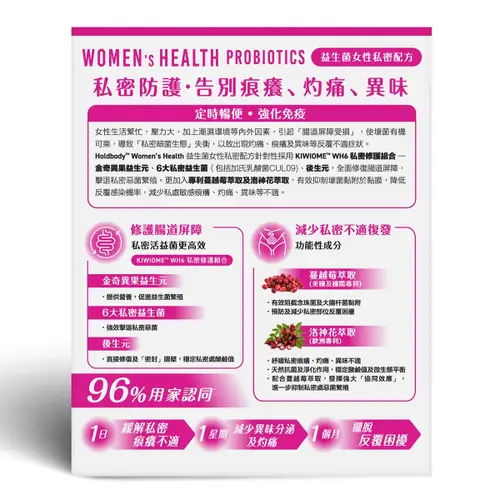 WOMEN's HEALTH PROBIOTICS 益生菌女性私密配方
私密防護・告別痕癢、灼痛、異味
定時暢便・強化免疫
女性生活繁忙，壓力大，加上潮濕環境等內外因素，引起「腸道屏障受損」，使壞菌有機
可乘，導致「私密細菌生態」失衡，以致出現灼痛、痕癢及異味等反覆不適症狀。
Holdbody™ Women's Health 益生菌女性私密配方針對性採用 KIWIOME™ WH6 私密修護組合 —
金奇異果益生元、6大私密益生菌（包括加氏乳酸菌CUL09）、後生元，全面修復腸道屏障，
擊退私密惡菌繁殖。更加入專利蔓越莓萃取及洛神花萃取，有效抑制壞菌黏附於黏膜，降低
反覆感染機率，減少私處敏感痕癢、灼痛、異味等不適。
修護腸道屏障
私密活益菌更高效
KIWIOME™ WH6 私密修護組合
金奇異果益生元
・提供營養，促進益生菌繁殖
6大私密益生菌
・強效擊退私密惡菌
後生元
・直接修復及「密封」腸壁，穩定私密處酸鹼值
減少私密不適復發
功能性成分
蔓越莓萃取
(美國及國際專利)
・有效阻截念珠菌及大腸杆菌黏附
・預防及減少私密部位反覆困擾
洛神花萃取
(歐洲專利)
・紓緩私密痕癢、灼痛、異味不適
・天然抗菌及淨化作用，穩定酸鹼值及微生態平衡
・配合蔓越莓萃取，發揮強大「協同效應」，
進一步抑制私密處惡菌繁殖
96%用家認同
1日 緩解私密
痕癢不適
1星期 減少異味分泌
及灼痛
1個月 擺脫
反覆困擾